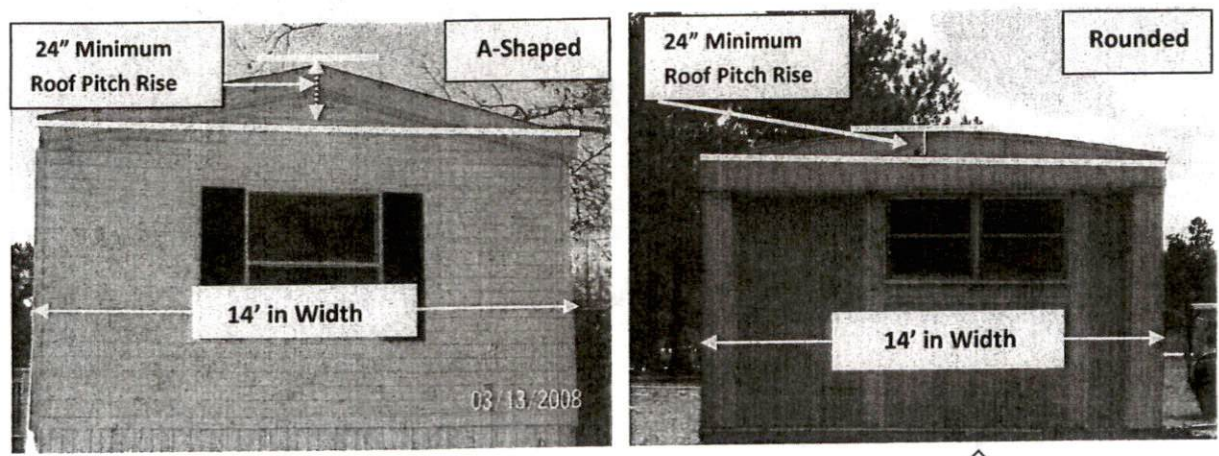 24” Minimum
Roof Pitch Rise
A-Shaped
14’ in Width
03/13/2008
24” Minimum
Roof Pitch Rise
Rounded
14’ in Width